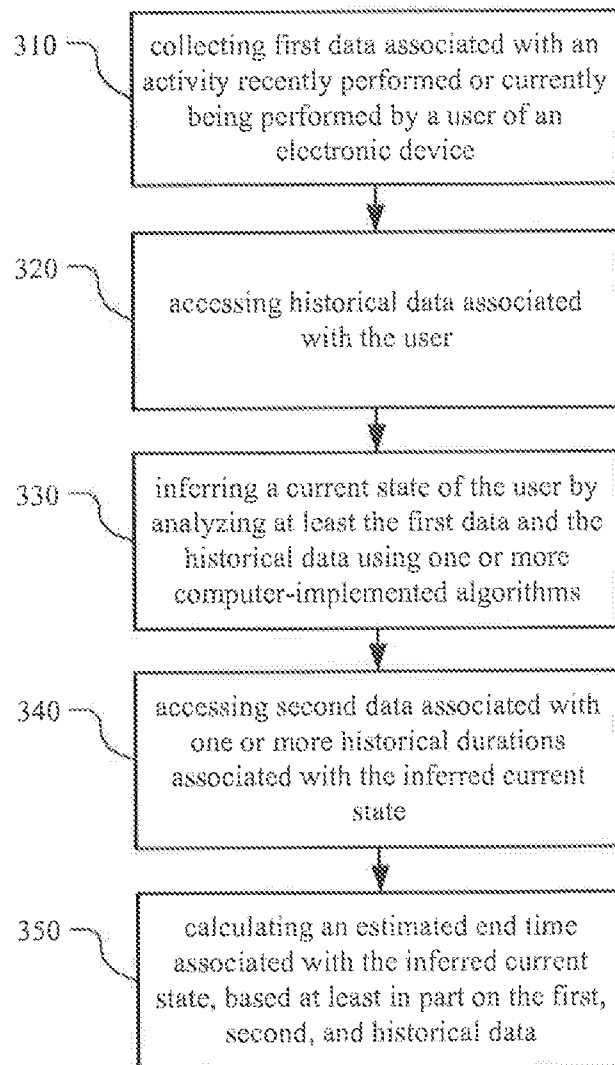 310
collecting first data associated with an
activity recently performed or currently
being performed by a user of an
electronic device
320
accessing historical data associated
with the user
330
inferring a current state of the user by
analyzing at least the first data and the
historical data using one or more
computer-implemented algorithms
340
accessing second data associated with
one or more historical durations
associated with the inferred current
state
350
calculating an estimated end time
associated with the inferred current
state, based at least in part on the first,
second, and historical data